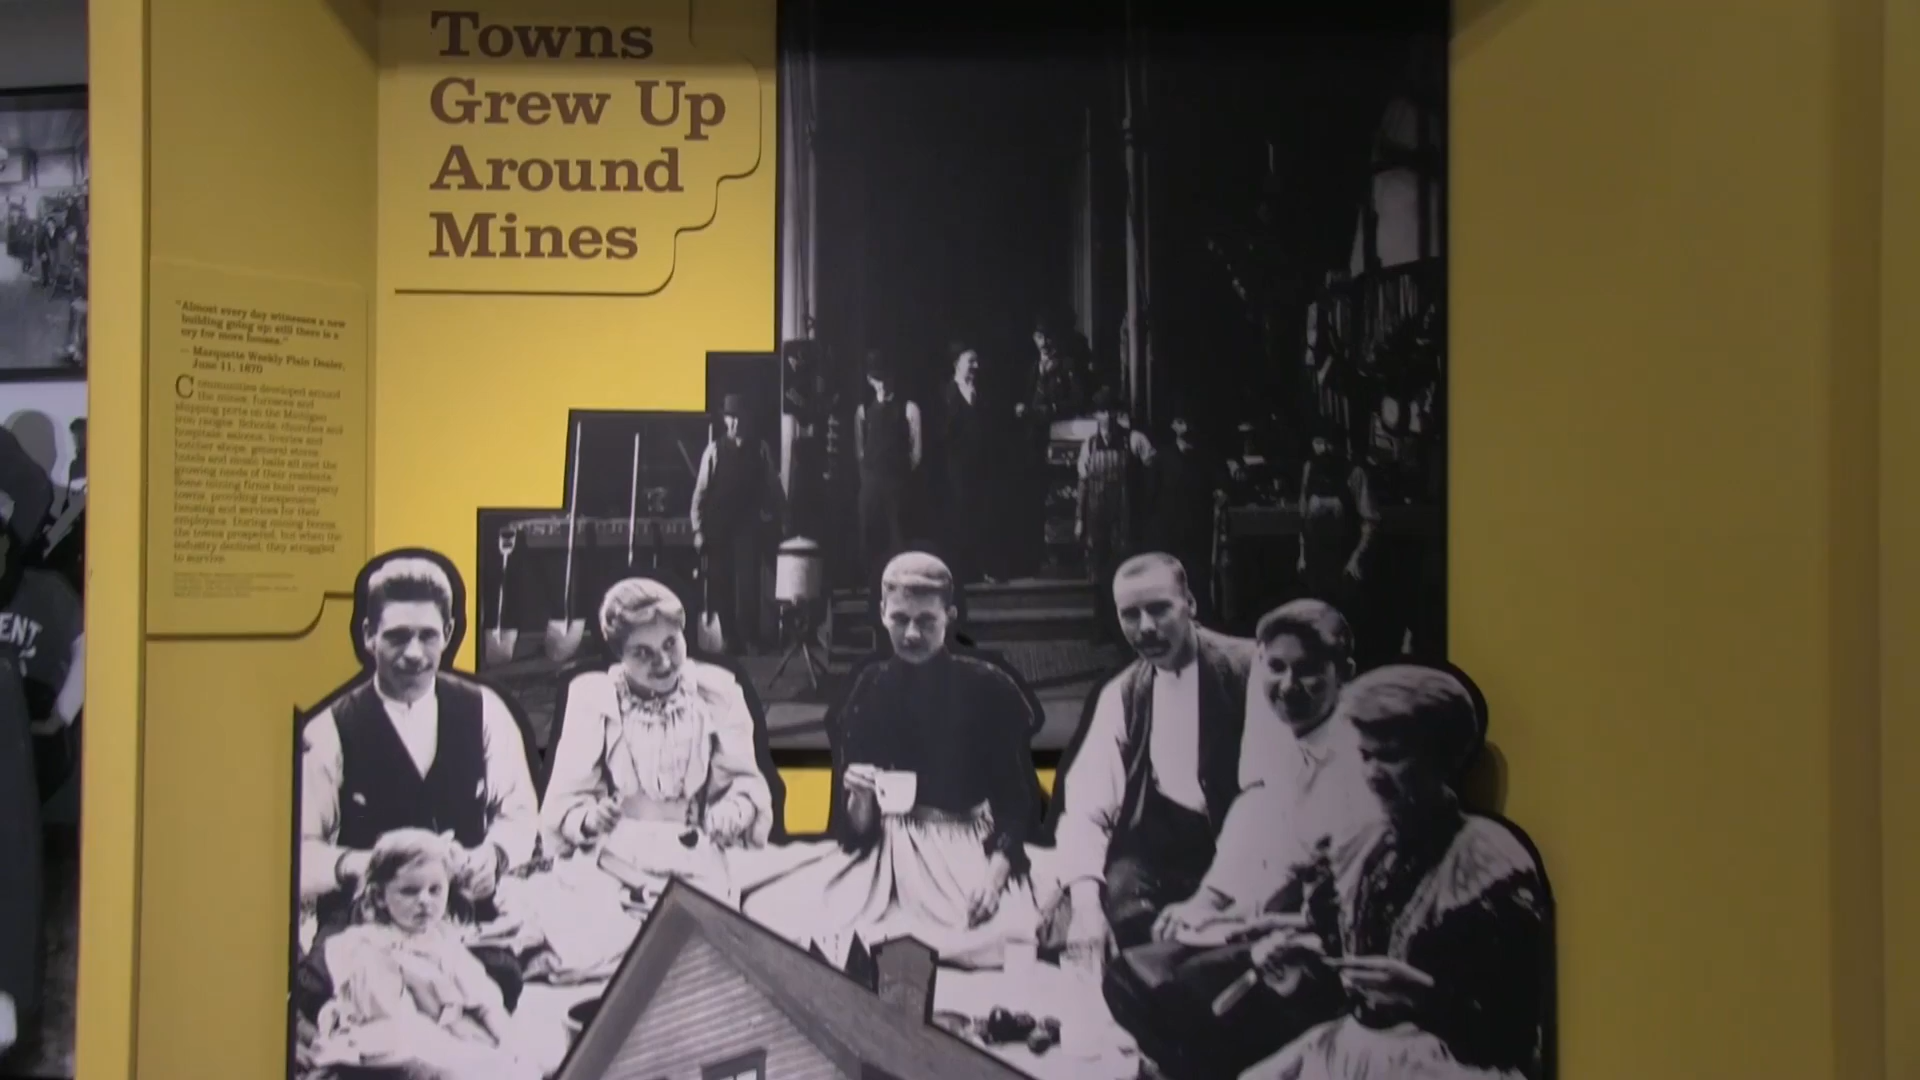 Towns
Grew Up
Around
Mines
"Almost every day witnesses a new
building going up; still there is a
cry for more houses."
— Marquette Weekly Plain Dealer,
June 11, 1870
Communities developed around
the mines, furnaces and
shipping ports on the Michigan
iron ranges. Schools, churches and
hospitals, saloons, liveries and
butcher shops, general stores,
hotels and music halls all met the
growing needs of their residents.
Some mining firms built company
towns, providing inexpensive
housing and services for their
employees. During mining booms
the towns prospered, but when the
industry declined, they struggled
to survive.
ENT